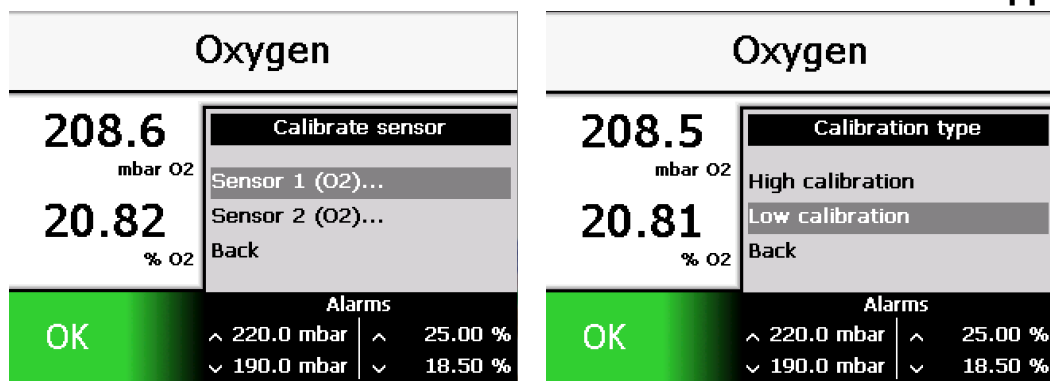 Oxygen
208.6
mbar O2
20.82
% O2
Calibrate sensor
Sensor 1 (O2)...
Sensor 2 (O2)...
Back
OK
Alarms
^ 220.0 mbar ^ 25.00 %
v 190.0 mbar v 18.50 %
Oxygen
208.5
mbar O2
20.81
% O2
Calibration type
High calibration
Low calibration
Back
OK
Alarms
^ 220.0 mbar ^ 25.00 %
v 190.0 mbar v 18.50 %